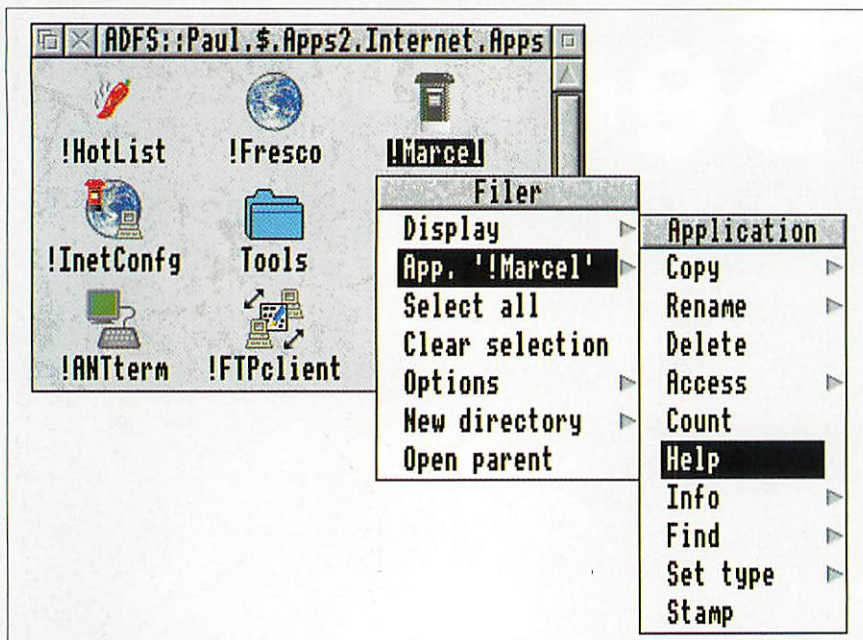 ADFS::Paul.$.Apps2.Internet.Apps
!HotList !Fresco !Marcel
!InetConfg Tools
!ANTterm !FTPclient
Filer
Display
App. '!Marcel'
Select all
Clear selection
Options
New directory
Open parent
Application
Copy
Rename
Delete
Access
Count
Help
Info
Find
Set type
Stamp